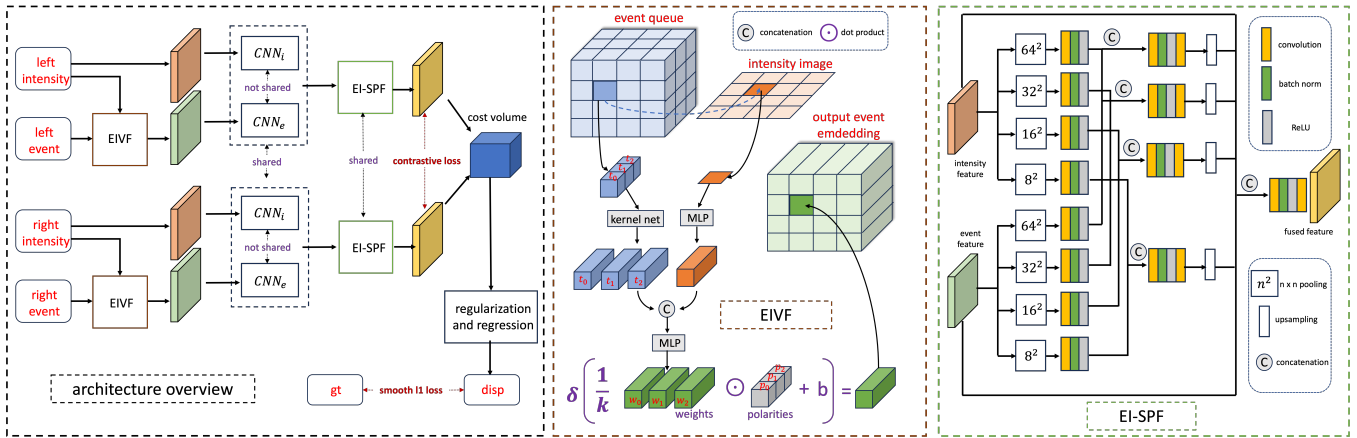 left
intensity
left
event
EIVF
CNN_i
not shared
CNN_e
shared
right
intensity
right
event
EIVF
CNN_i
not shared
CNN_e
EI-SPF
shared
EI-SPF
contrastive loss
cost volume
regularization
and regression
gt
smooth l1 loss
disp
architecture overview
event queue
C concatenation
dot product
intensity image
output event
emdedding
t_0 t_1 t_2
kernel net
MLP
t_0 t_1 t_2
C
MLP
EIVF
δ ( 1/k w_0 w_1 w_2 ⊙ p_0 p_1 p_2 + b ) =
weights
polarities
intensity
feature
event
feature
64²
32²
16²
8²
64²
32²
16²
8²
C
C
C
C
C
fused feature
convolution
batch norm
ReLU
n² n x n pooling
upsampling
C concatenation
EI-SPF